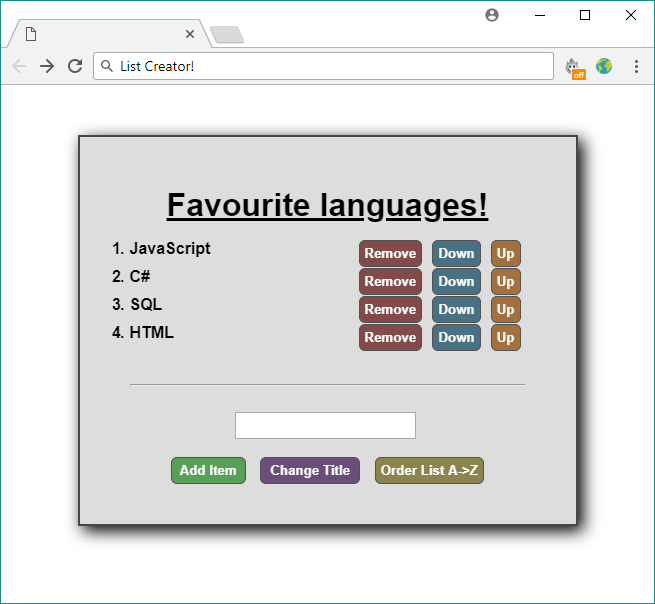 List Creator!
off
Favourite languages!
1. JavaScript Remove Down Up
2. C# Remove Down Up
3. SQL Remove Down Up
4. HTML Remove Down Up
Add Item Change Title Order List A->Z